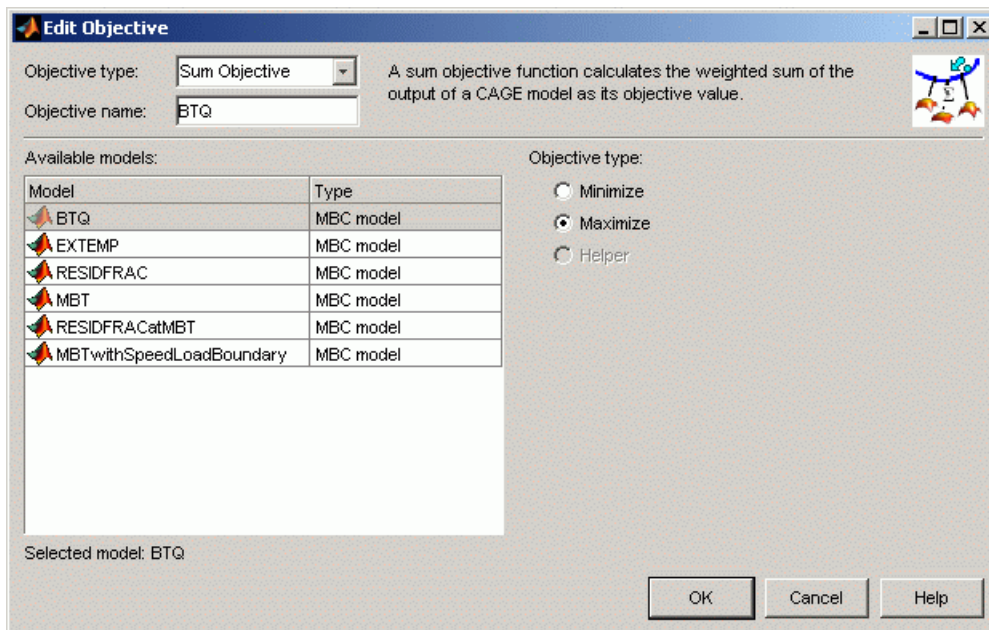 Edit Objective
Objective type: Sum Objective
A sum objective function calculates the weighted sum of the
output of a CAGE model as its objective value.
Objective name: BTQ
Available models:
Model Type
BTQ MBC model
EXTEMP MBC model
RESIDFRAC MBC model
MBT MBC model
RESIDFRACatMBT MBC model
MBTwithSpeedLoadBoundary MBC model
Selected model: BTQ
Objective type:
Minimize
Maximize
Helper
OK Cancel Help